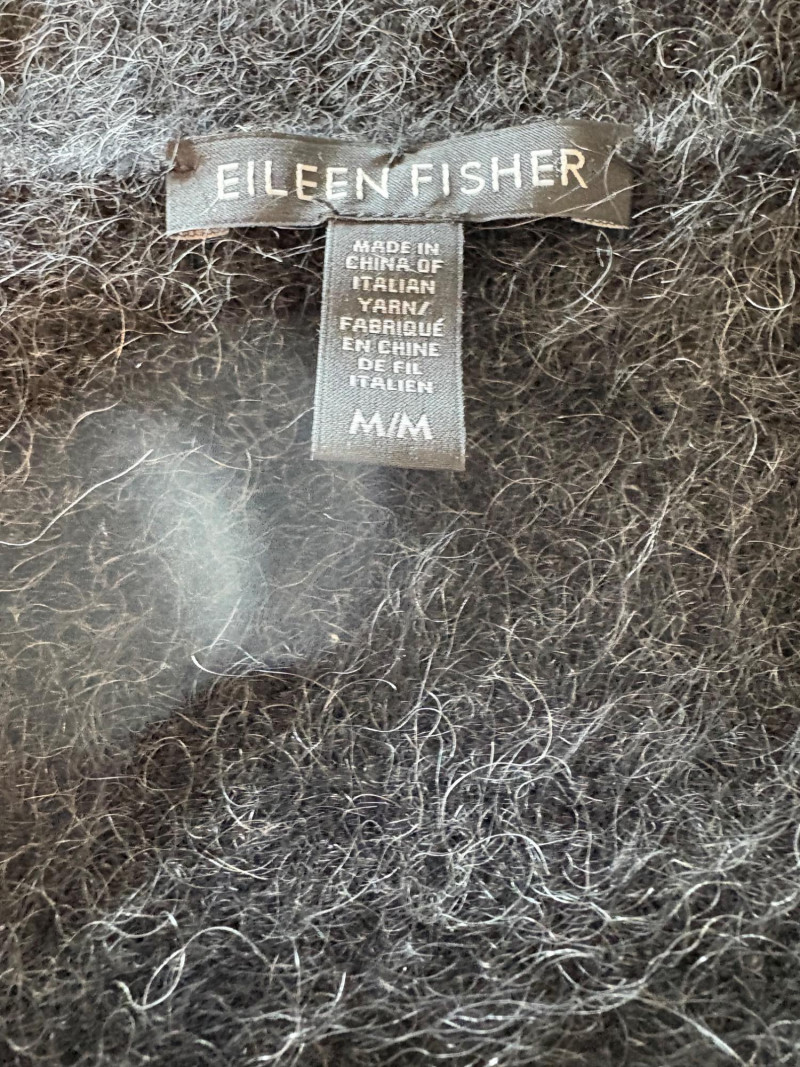 EILEEN FISHER
MADE IN
CHINA OF
ITALIAN
YARN/
FABRIQUÉ
EN CHINE
DE FIL
ITALIEN
M/M